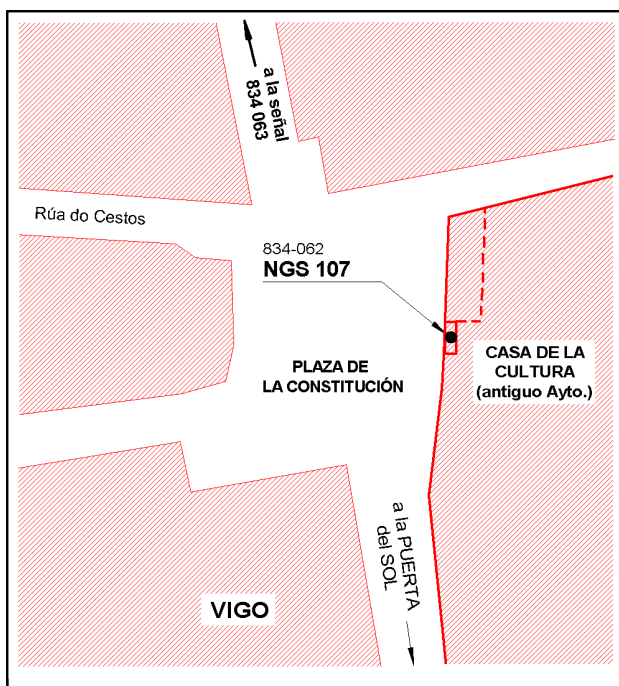 a la señal
834 063
Rúa do Cestos
834-062
NGS 107
PLAZA DE
LA CONSTITUCIÓN
CASA DE LA
CULTURA
(antiguo Ayto.)
a la PUERTA
del SOL
VIGO